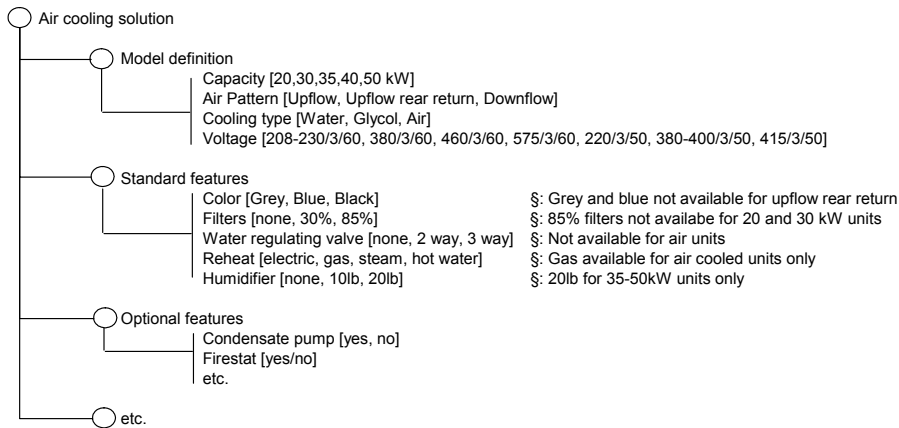 Air cooling solution
Model definition
Capacity [20,30,35,40,50 kW]
Air Pattern [Upflow, Upflow rear return, Downflow]
Cooling type [Water, Glycol, Air]
Voltage [208-230/3/60, 380/3/60, 460/3/60, 575/3/60, 220/3/50, 380-400/3/50, 415/3/50]
Standard features
Color [Grey, Blue, Black] §: Grey and blue not available for upflow rear return
Filters [none, 30%, 85%] §: 85% filters not availabe for 20 and 30 kW units
Water regulating valve [none, 2 way, 3 way] §: Not available for air units
Reheat [electric, gas, steam, hot water] §: Gas available for air cooled units only
Humidifier [none, 10lb, 20lb] §: 20lb for 35-50kW units only
Optional features
Condensate pump [yes, no]
Firestat [yes/no]
etc.
etc.